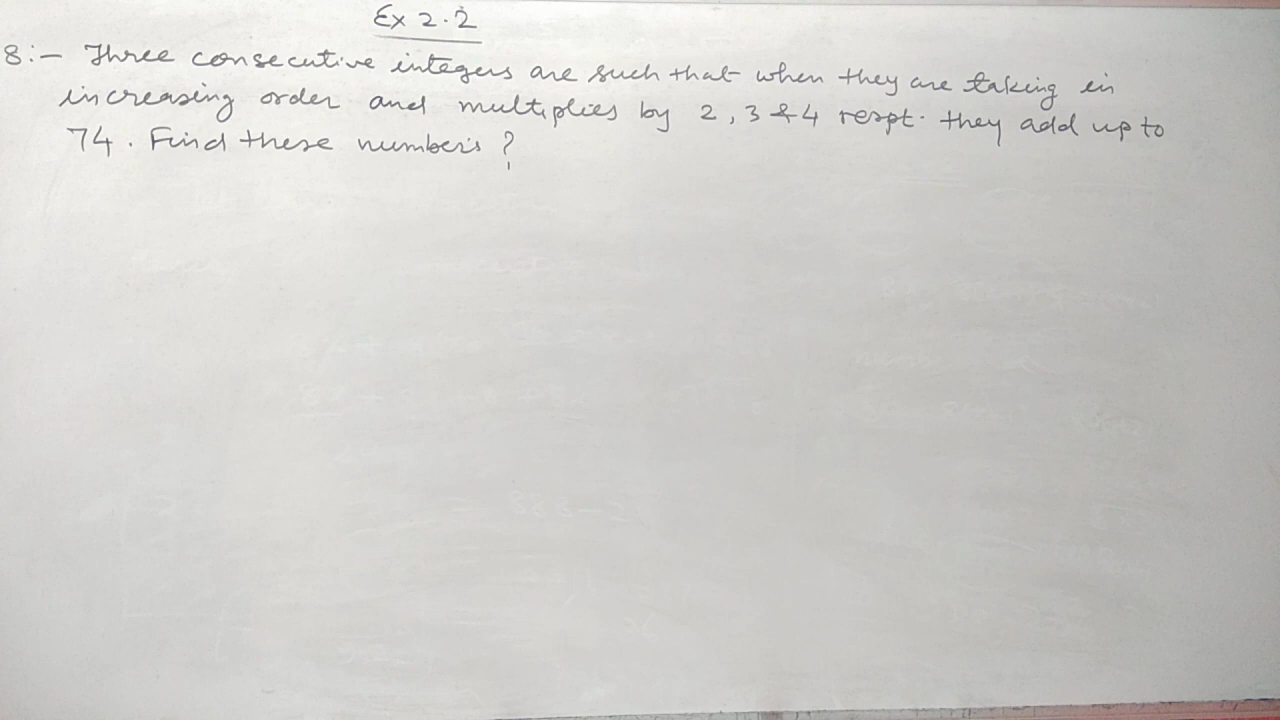 Ex 2.2
8:- Three consecutive integers are such that when they are taking in
increasing order and multiplies by 2, 3 & 4 respt. they add up to
74. Find these numbers ?